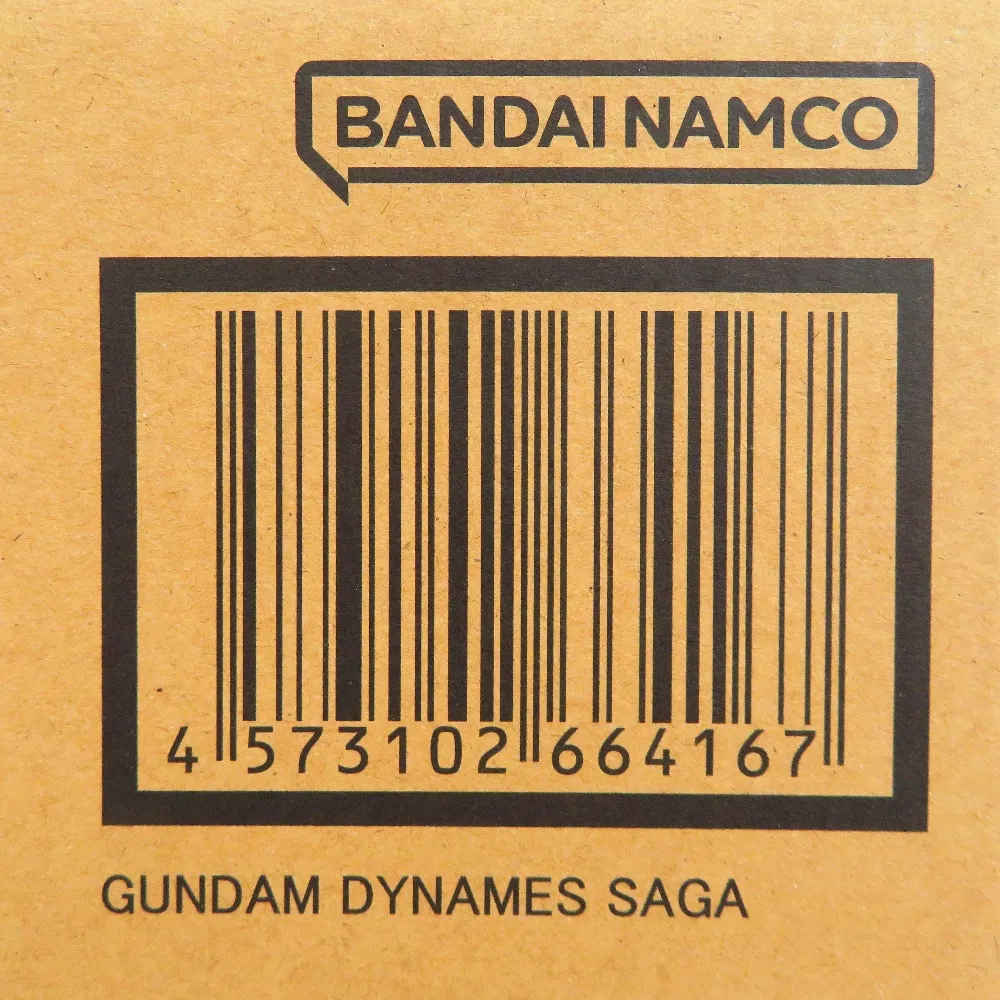 BANDAI NAMCO
4 573102 664167
GUNDAM DYNAMES SAGA